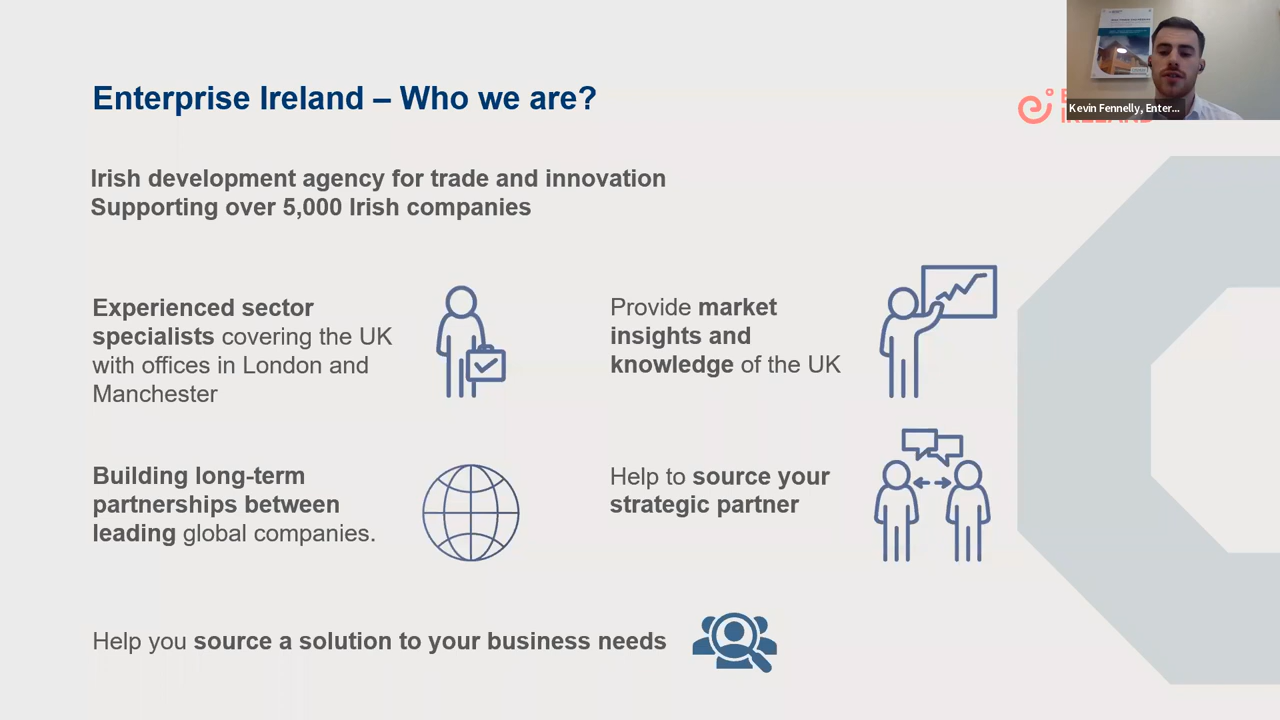 Enterprise Ireland – Who we are?
Kevin Fennelly, Enter...
Irish development agency for trade and innovation
Supporting over 5,000 Irish companies
Experienced sector
specialists covering the UK
with offices in London and
Manchester
Provide market
insights and
knowledge of the UK
Building long-term
partnerships between
leading global companies.
Help to source your
strategic partner
Help you source a solution to your business needs